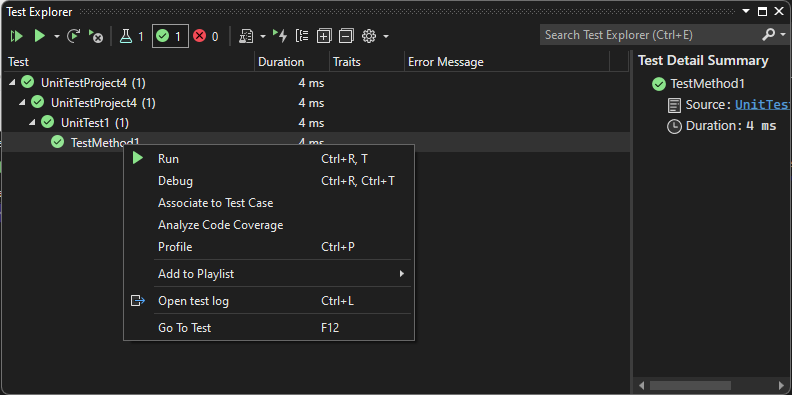 Test Explorer
1 1 0 Search Test Explorer (Ctrl+E)
Test Duration Traits Error Message
UnitTestProject4 (1) 4 ms
UnitTestProject4 (1) 4 ms
UnitTest1 (1) 4 ms
TestMethod1 4 ms
Run Ctrl+R, T
Debug Ctrl+R, Ctrl+T
Associate to Test Case
Analyze Code Coverage
Profile Ctrl+P
Add to Playlist
Open test log Ctrl+L
Go To Test F12
Test Detail Summary
TestMethod1
Source: UnitTes
Duration: 4 ms